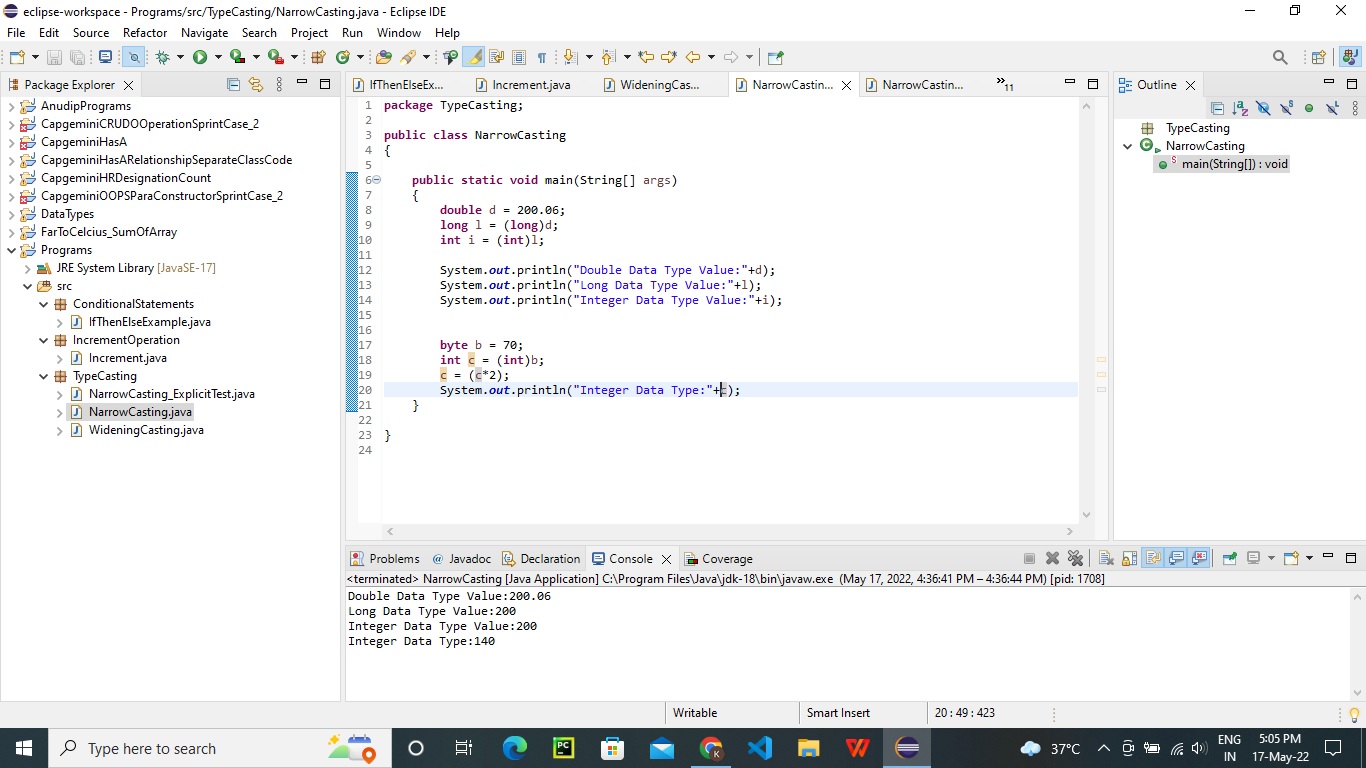 eclipse-workspace - Programs/src/TypeCasting/NarrowCasting.java - Eclipse IDE
File Edit Source Refactor Navigate Search Project Run Window Help
Package Explorer
AnudipPrograms
CapgeminiCRUDOOperationSprintCase_2
CapgeminiHasA
CapgeminiHasARelationshipSeparateClassCode
CapgeminiHRDesignationCount
CapgeminiOOPSParaConstructorSprintCase_2
DataTypes
FarToCelcius_SumOfArray
Programs
JRE System Library [JavaSE-17]
src
ConditionalStatements
IfThenElseExample.java
IncrementOperation
Increment.java
TypeCasting
NarrowCasting_ExplicitTest.java
NarrowCasting.java
WideningCasting.java
IfThenElseEx... Increment.java WideningCas... NarrowCastin... NarrowCastin... »11
1 package TypeCasting;
2
3 public class NarrowCasting
4 {
5
6 public static void main(String[] args)
7 {
8 double d = 200.06;
9 long l = (long)d;
10 int i = (int)l;
11
12 System.out.println("Double Data Type Value:"+d);
13 System.out.println("Long Data Type Value:"+l);
14 System.out.println("Integer Data Type Value:"+i);
15
16
17 byte b = 70;
18 int c = (int)b;
19 c = (c*2);
20 System.out.println("Integer Data Type:"+c);
21 }
22
23 }
24
Outline
TypeCasting
NarrowCasting
main(String[]) : void
Problems @ Javadoc Declaration Console Coverage
<terminated> NarrowCasting [Java Application] C:\Program Files\Java\jdk-18\bin\javaw.exe (May 17, 2022, 4:36:41 PM – 4:36:44 PM) [pid: 1708]
Double Data Type Value:200.06
Long Data Type Value:200
Integer Data Type Value:200
Integer Data Type:140
Writable Smart Insert 20 : 49 : 423
Type here to search
37°C
ENG
IN
5:05 PM
17-May-22